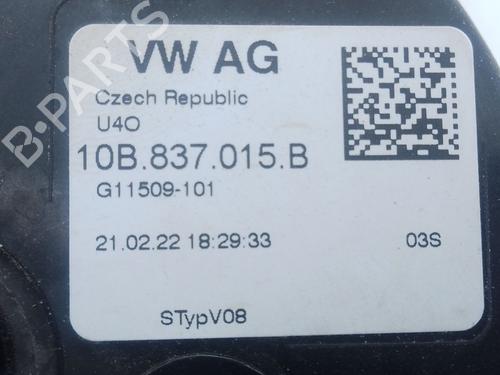 VW AG
Czech Republic
U4O
10B.837.015.B
G11509-101
21.02.22 18:29:33 03S
STypV08
B-PARTS